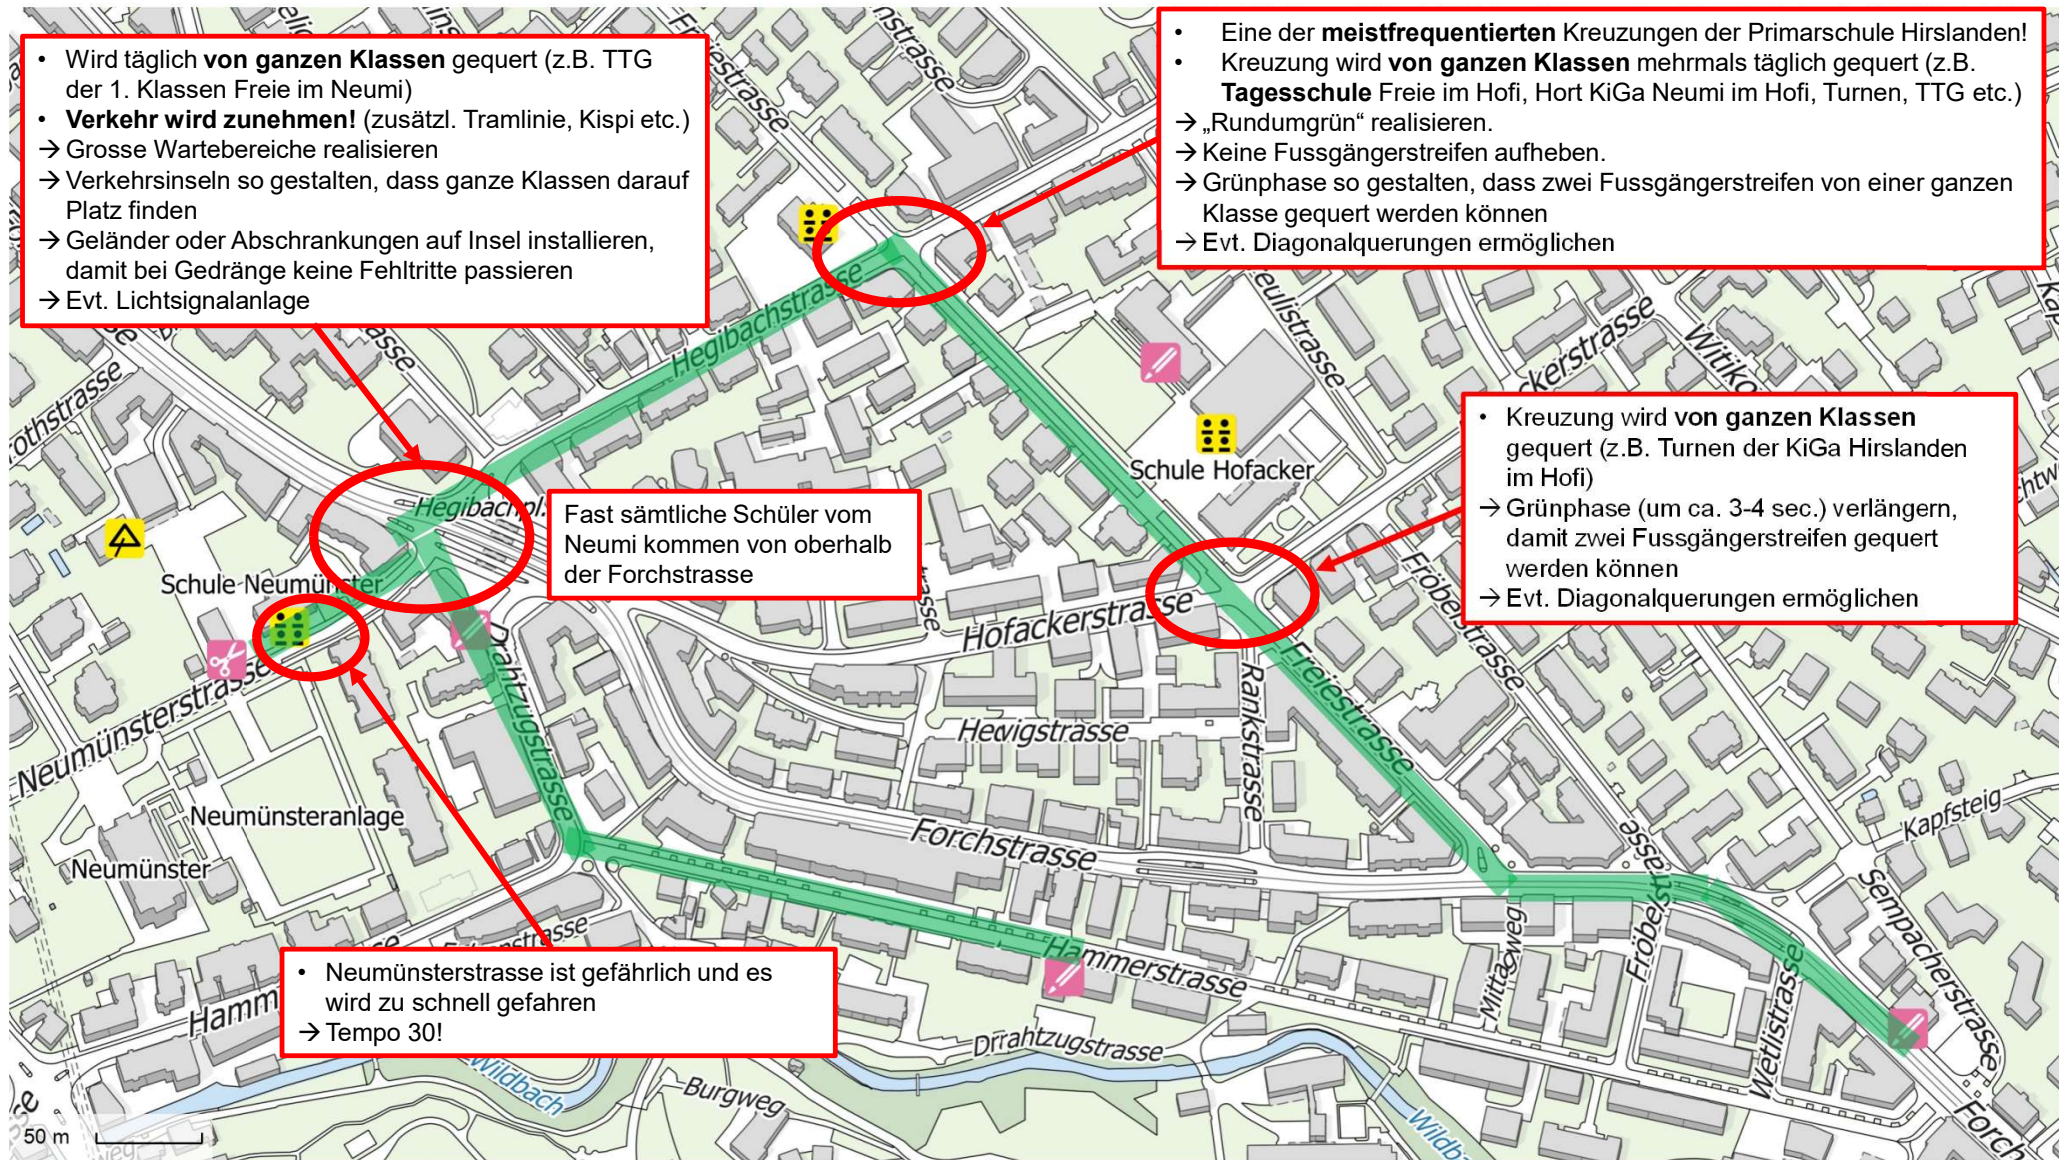 • Wird täglich von ganzen Klassen gequert (z.B. TTG
der 1. Klassen Freie im Neumi)
• Verkehr wird zunehmen! (zusätzl. Tramlinie, Kispi etc.)
→ Grosse Wartebereiche realisieren
→ Verkehrsinseln so gestalten, dass ganze Klassen darauf
Platz finden
→ Geländer oder Abschrankungen auf Insel installieren,
damit bei Gedränge keine Fehltritte passieren
→ Evt. Lichtsignalanlage
• Eine der meistfrequentierten Kreuzungen der Primarschule Hirslanden!
• Kreuzung wird von ganzen Klassen mehrmals täglich gequert (z.B.
Tagesschule Freie im Hofi, Hort KiGa Neumi im Hofi, Turnen, TTG etc.)
→ „Rundumgrün“ realisieren.
→ Keine Fussgängerstreifen aufheben.
→ Grünphase so gestalten, dass zwei Fussgängerstreifen von einer ganzen
Klasse gequert werden können
→ Evt. Diagonalquerungen ermöglichen
• Kreuzung wird von ganzen Klassen
gequert (z.B. Turnen der KiGa Hirslanden
im Hofi)
→ Grünphase (um ca. 3-4 sec.) verlängern,
damit zwei Fussgängerstreifen gequert
werden können
→ Evt. Diagonalquerungen ermöglichen
Fast sämtliche Schüler vom
Neumi kommen von oberhalb
der Forchstrasse
• Neumünsterstrasse ist gefährlich und es
wird zu schnell gefahren
→ Tempo 30!
Freiestrasse
Hegibachstrasse
Hegibachpl.
Schule Hofacker
Schule Neumünster
Hofackerstrasse
Freiestrasse
Fröbelstrasse
Rankstrasse
Hedwigstrasse
Drahtzugstrasse
Neumünsterstrasse
Neumünsteranlage
Neumünster
Forchstrasse
Kapfsteig
Sempacherstrasse
Hammerstrasse
Mittagweg
Wetlistrasse
Drahtzugstrasse
Wildbach
Burgweg
50 m